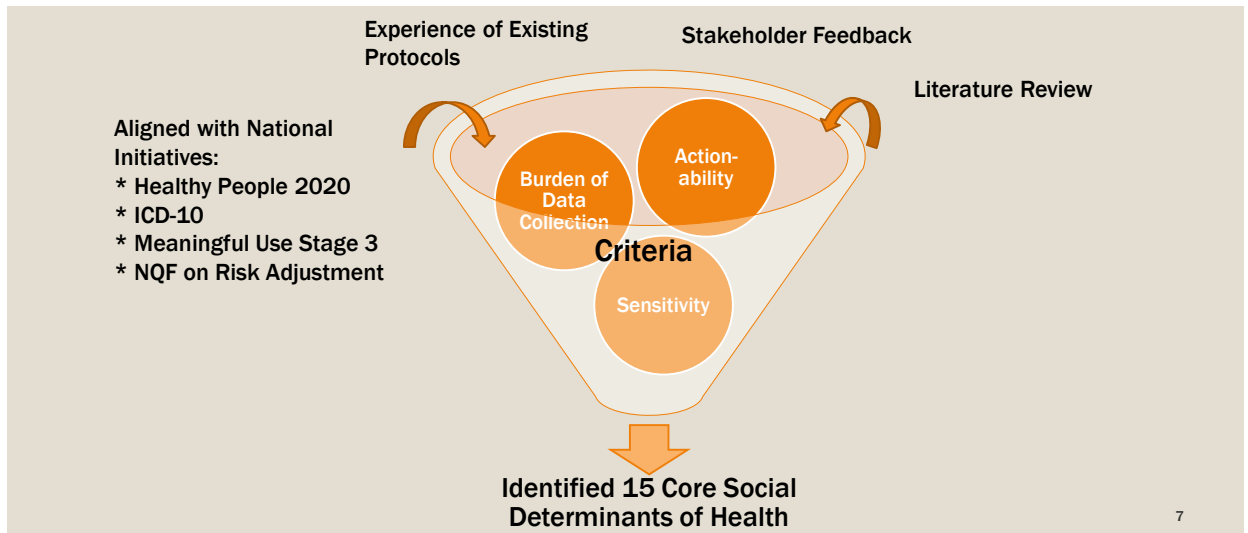 Experience of Existing
Protocols
Stakeholder Feedback
Literature Review
Aligned with National
Initiatives:
* Healthy People 2020
* ICD-10
* Meaningful Use Stage 3
* NQF on Risk Adjustment
Burden of
Data
Collection
Action-
ability
Criteria
Sensitivity
Identified 15 Core Social
Determinants of Health
7